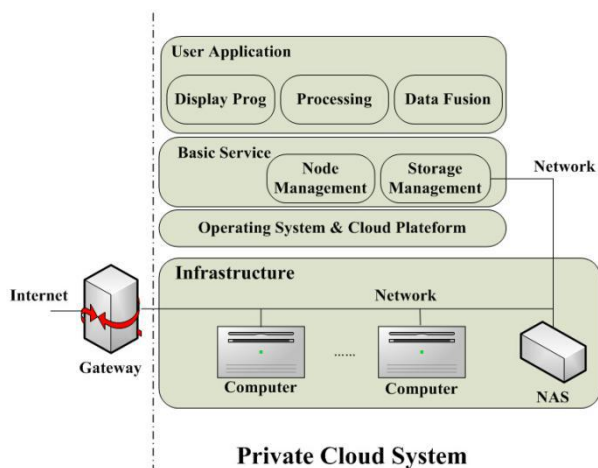 User Application
Display Prog
Processing
Data Fusion
Basic Service
Node
Management
Storage
Management
Network
Operating System & Cloud Plateform
Infrastructure
Internet
Network
Gateway
......
Computer
Computer
NAS
Private Cloud System